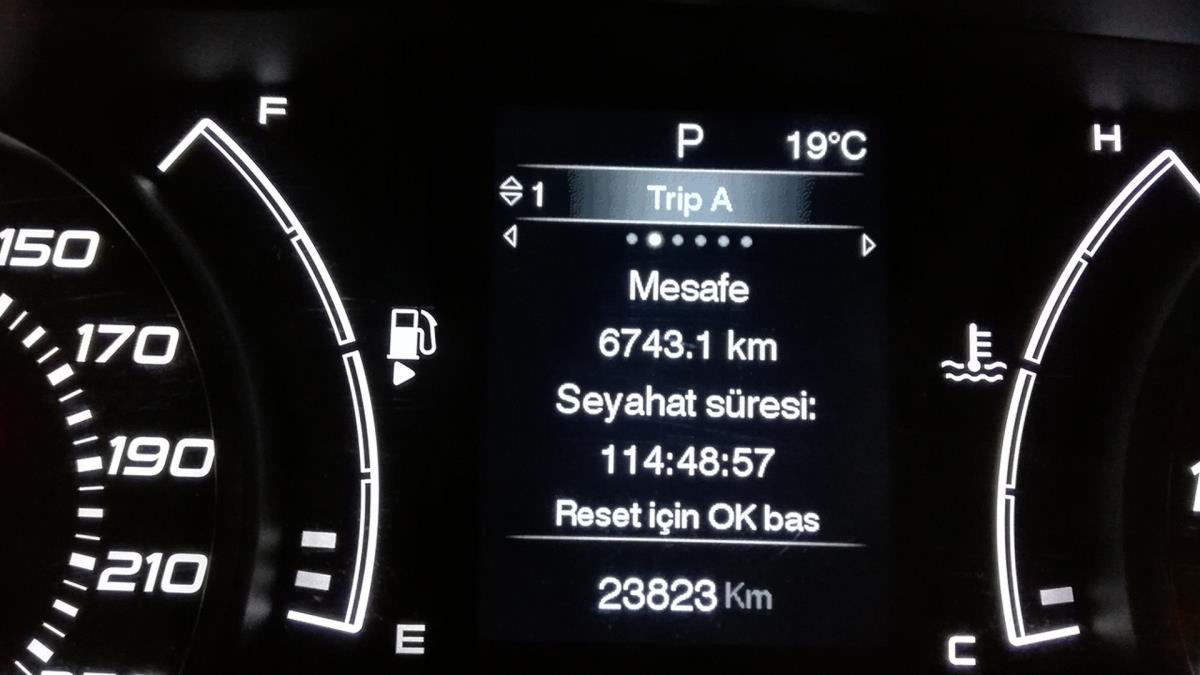 F
H
P 19°C
1 Trip A
Mesafe
6743.1 km
Seyahat süresi:
114:48:57
Reset için OK bas
23823 Km
E
C
150
170
190
210